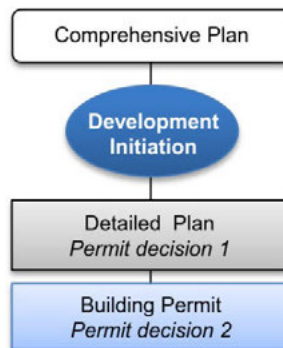 Comprehensive Plan
Development
Initiation
Detailed Plan
Permit decision 1
Building Permit
Permit decision 2